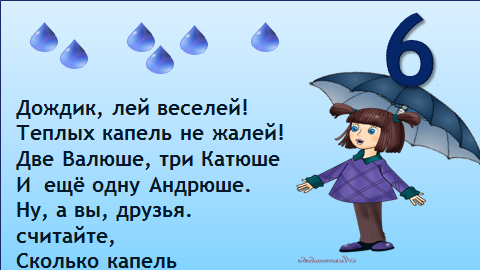 6
Дождик, лей веселей!
Теплых капель не жалей!
Две Валюше, три Катюше
И ещё одну Андрюше.
Ну, а вы, друзья.
считайте,
Сколько капель